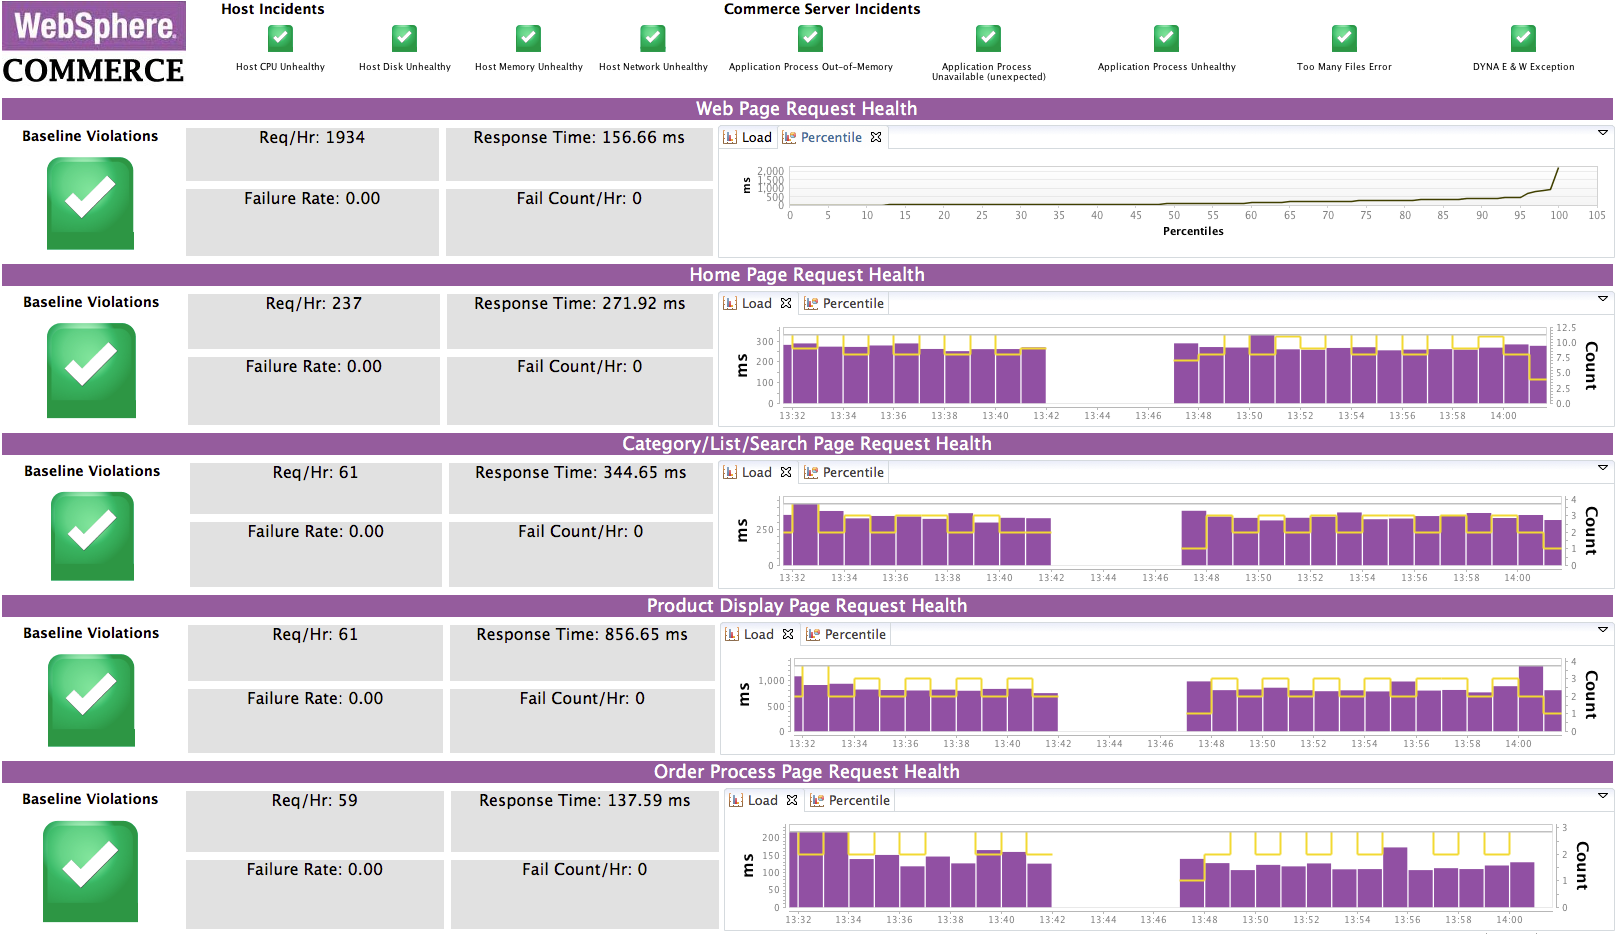 WebSphere.
COMMERCE
Host Incidents
Host CPU Unhealthy
Host Disk Unhealthy
Host Memory Unhealthy
Host Network Unhealthy
Commerce Server Incidents
Application Process Out-of-Memory
Application Process
Unavailable (unexpected)
Application Process Unhealthy
Too Many Files Error
DYNA E & W Exception
Web Page Request Health
Baseline Violations
Req/Hr: 1934
Response Time: 156.66 ms
Failure Rate: 0.00
Fail Count/Hr: 0
Load Percentile
ms
2,000
1,500
1,000
500
0
0 5 10 15 20 25 30 35 40 45 50 55 60 65 70 75 80 85 90 95 100 105
Percentiles
Home Page Request Health
Baseline Violations
Req/Hr: 237
Response Time: 271.92 ms
Failure Rate: 0.00
Fail Count/Hr: 0
Load Percentile
ms
300
200
100
0
12.5
10.0
7.5
5.0
2.5
0.0
Count
13:32 13:34 13:36 13:38 13:40 13:42 13:44 13:46 13:48 13:50 13:52 13:54 13:56 13:58 14:00
Category/List/Search Page Request Health
Baseline Violations
Req/Hr: 61
Response Time: 344.65 ms
Failure Rate: 0.00
Fail Count/Hr: 0
Load Percentile
ms
250
0
4
3
2
1
0
Count
13:32 13:34 13:36 13:38 13:40 13:42 13:44 13:46 13:48 13:50 13:52 13:54 13:56 13:58 14:00
Product Display Page Request Health
Baseline Violations
Req/Hr: 61
Response Time: 856.65 ms
Failure Rate: 0.00
Fail Count/Hr: 0
Load Percentile
ms
1,000
500
0
4
3
2
1
0
Count
13:32 13:34 13:36 13:38 13:40 13:42 13:44 13:46 13:48 13:50 13:52 13:54 13:56 13:58 14:00
Order Process Page Request Health
Baseline Violations
Req/Hr: 59
Response Time: 137.59 ms
Failure Rate: 0.00
Fail Count/Hr: 0
Load Percentile
ms
200
150
100
50
0
3
2
1
0
Count
13:32 13:34 13:36 13:38 13:40 13:42 13:44 13:46 13:48 13:50 13:52 13:54 13:56 13:58 14:00